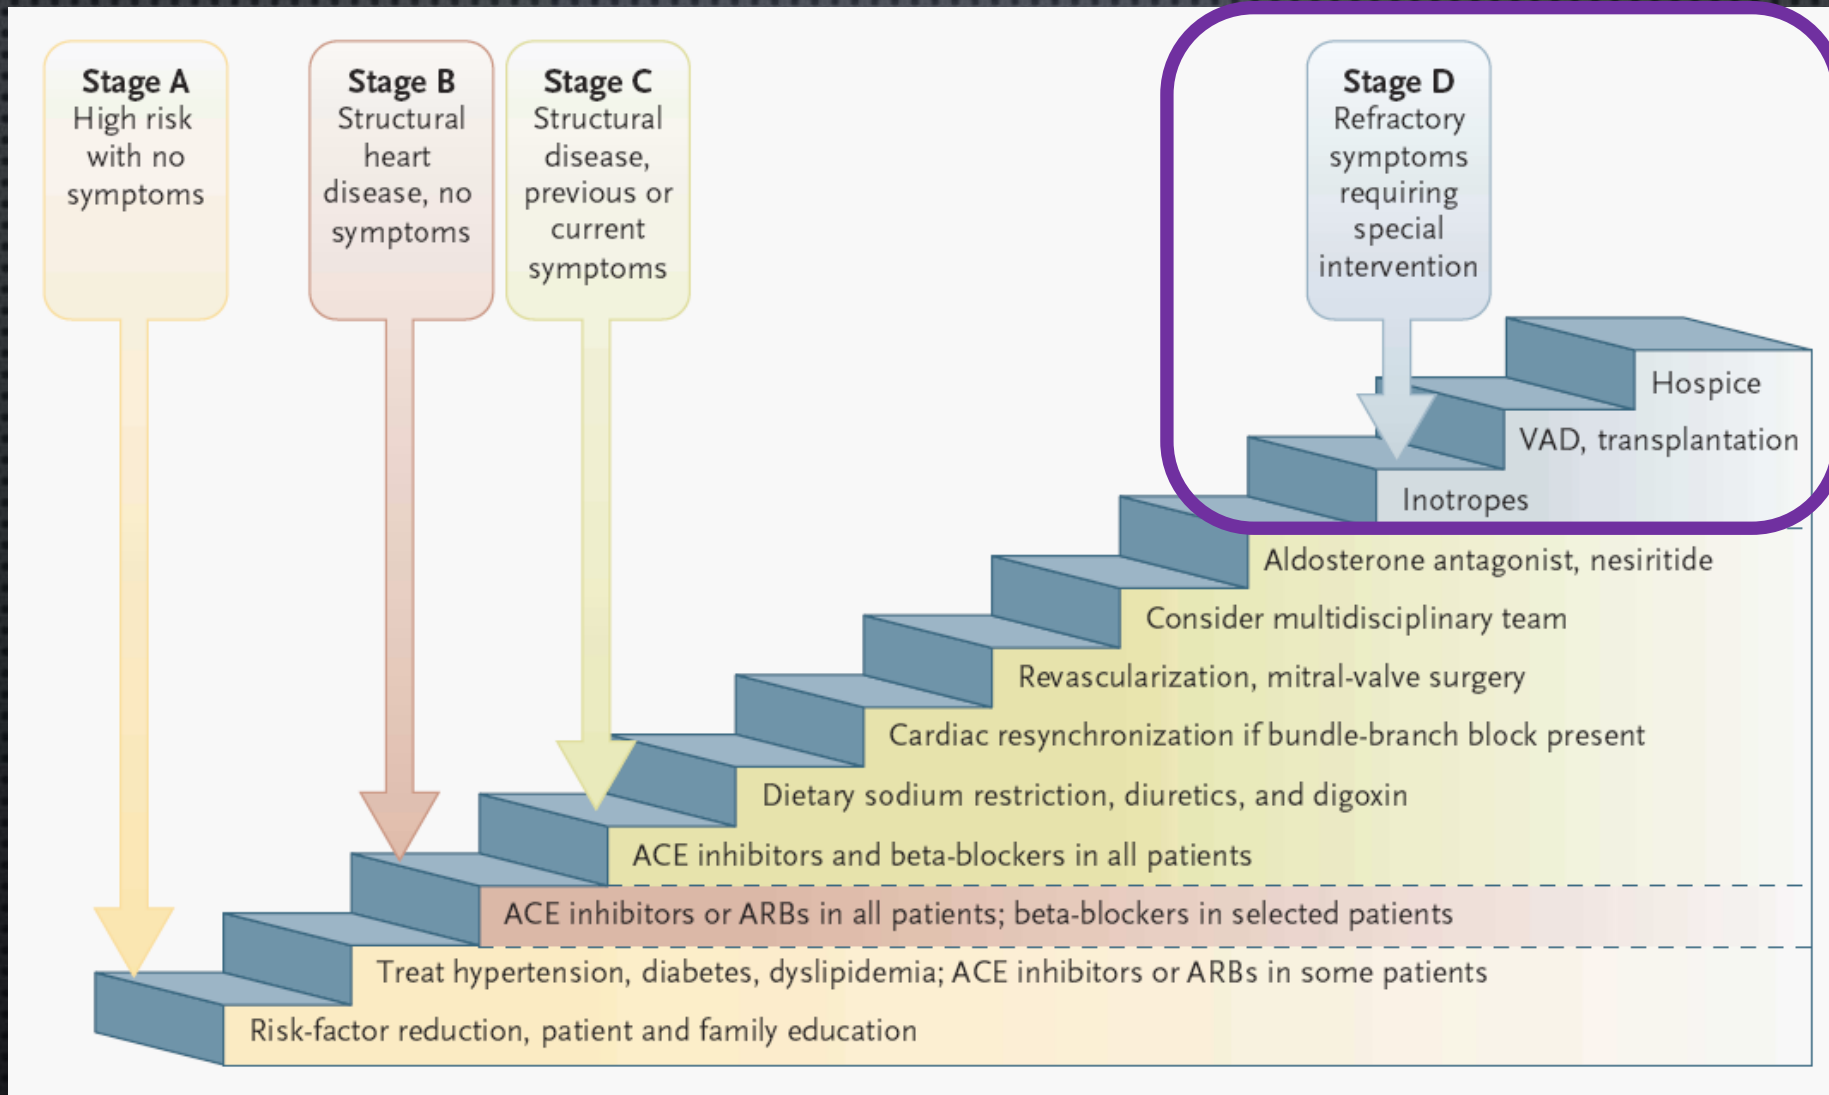 Stage A
High risk
with no
symptoms
Stage B
Structural
heart
disease, no
symptoms
Stage C
Structural
disease,
previous or
current
symptoms
Stage D
Refractory
symptoms
requiring
special
intervention
Hospice
VAD, transplantation
Inotropes
Aldosterone antagonist, nesiritide
Consider multidisciplinary team
Revascularization, mitral-valve surgery
Cardiac resynchronization if bundle-branch block present
Dietary sodium restriction, diuretics, and digoxin
ACE inhibitors and beta-blockers in all patients
ACE inhibitors or ARBs in all patients; beta-blockers in selected patients
Treat hypertension, diabetes, dyslipidemia; ACE inhibitors or ARBs in some patients
Risk-factor reduction, patient and family education